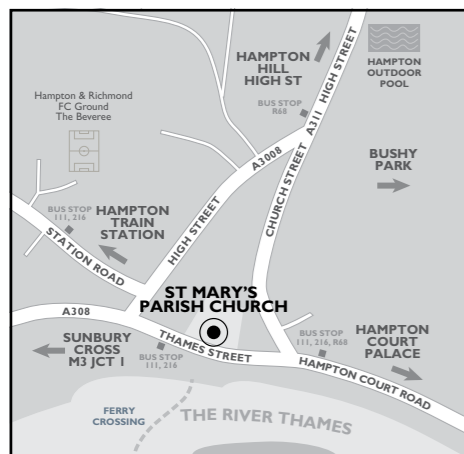 HAMPTON
HILL
HIGH ST
HAMPTON
OUTDOOR
POOL
Hampton & Richmond
FC Ground
The Beveree
BUS STOP
R68
A311 HIGH STREET
A3008
HIGH STREET
CHURCH STREET
BUSHY
PARK
BUS STOP
111, 216
HAMPTON
TRAIN
STATION
STATION ROAD
ST MARY'S
PARISH CHURCH
A308
SUNBURY
CROSS
M3 JCT 1
BUS STOP
111, 216
THAMES STREET
BUS STOP
111, 216, R68
HAMPTON
COURT
PALACE
HAMPTON COURT ROAD
FERRY
CROSSING
THE RIVER THAMES